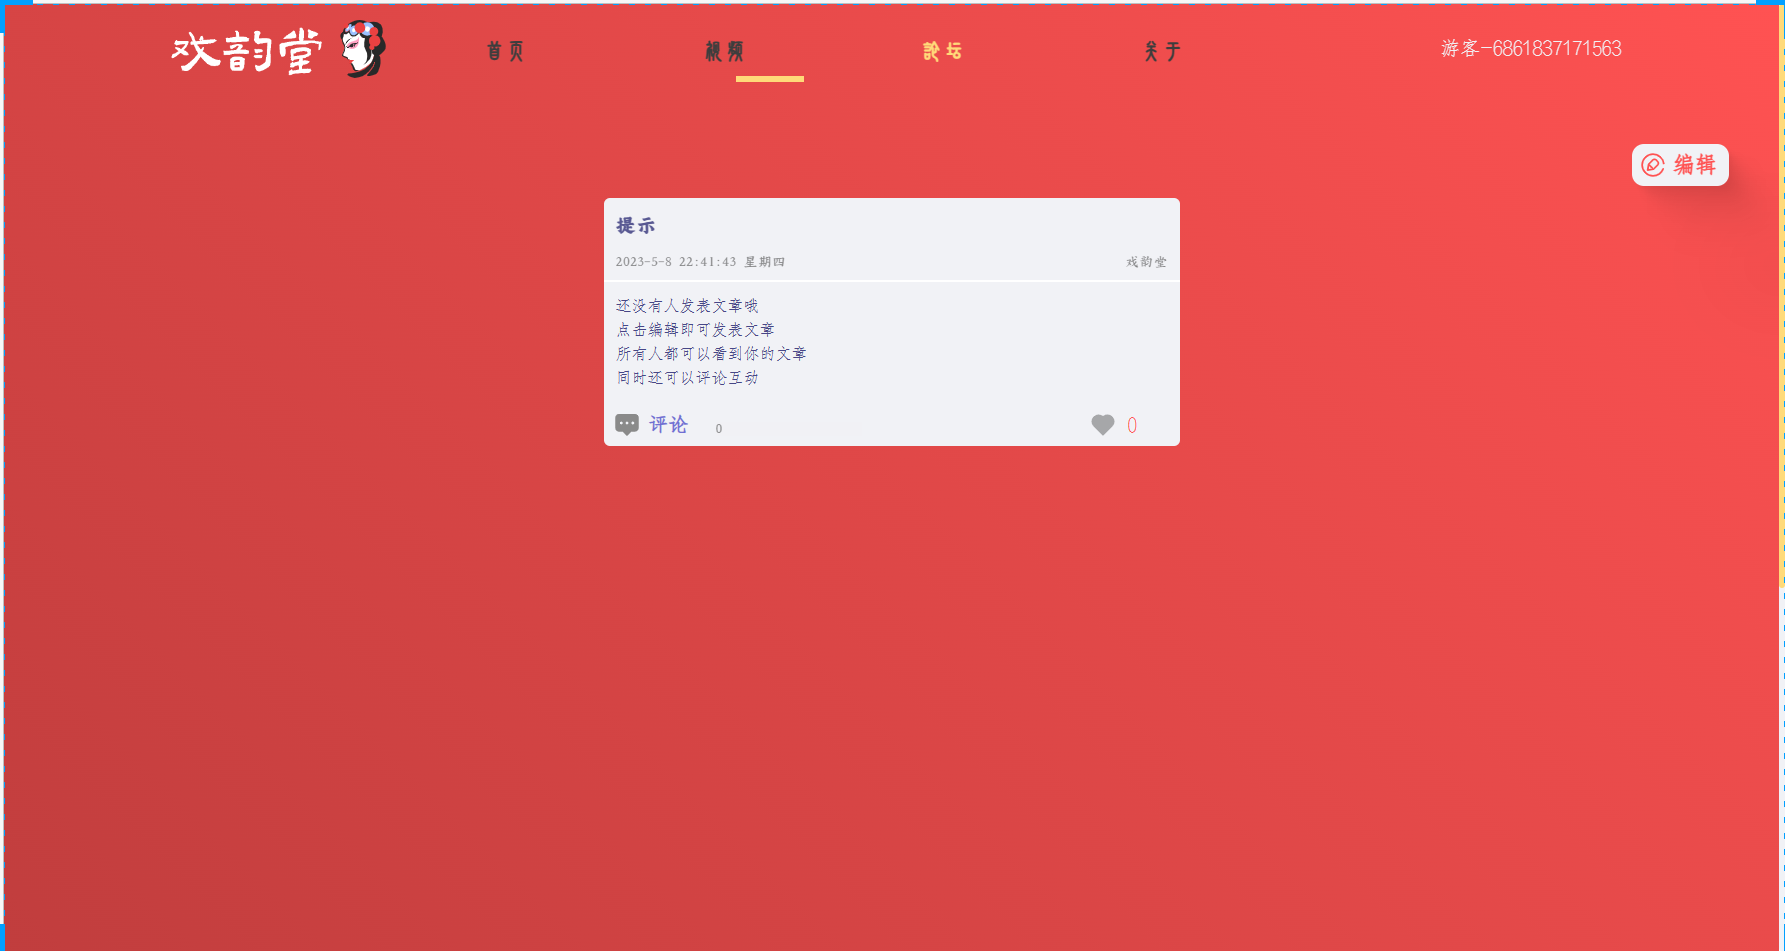 戏韵堂
首页
视频
論坛
关于
游客-6861837171563
编辑
提示
2023-5-8 22:41:43 星期四
戏韵堂
还没有人发表文章哦
点击编辑即可发表文章
所有人都可以看到你的文章
同时还可以评论互动
评论 0
0